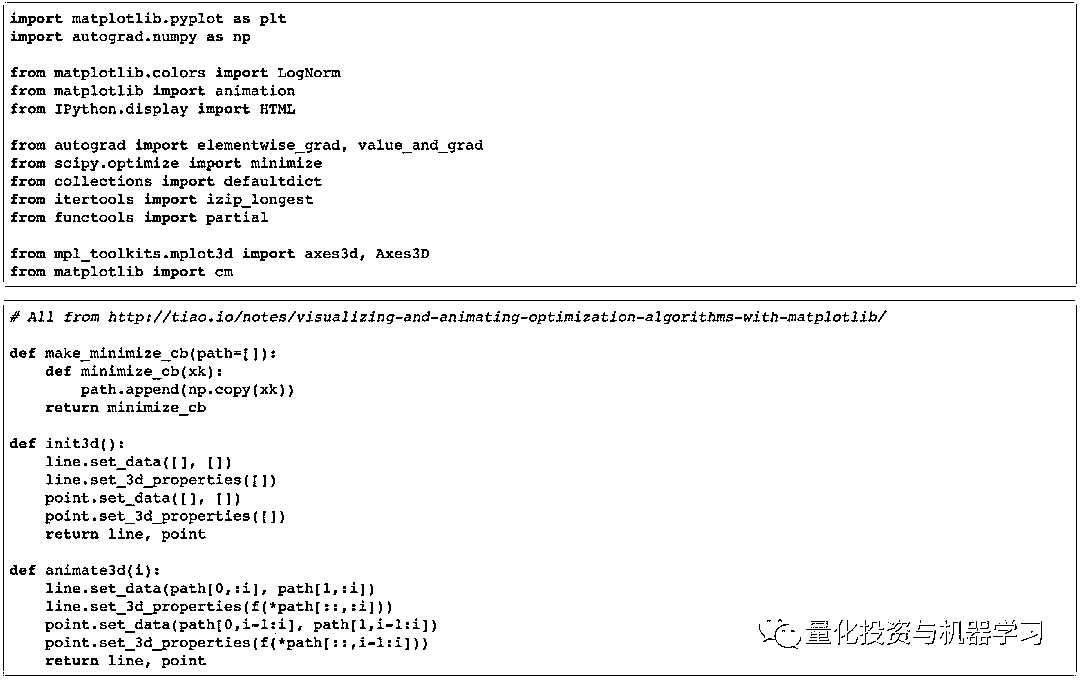 import matplotlib.pyplot as plt
import autograd.numpy as np
from matplotlib.colors import LogNorm
from matplotlib import animation
from IPython.display import HTML
from autograd import elementwise_grad, value_and_grad
from scipy.optimize import minimize
from collections import defaultdict
from itertools import izip_longest
from functools import partial
from mpl_toolkits.mplot3d import axes3d, Axes3D
from matplotlib import cm
# All from http://tiao.io/notes/visualizing-and-animating-optimization-algorithms-with-matplotlib/
def make_minimize_cb(path=[]):
    def minimize_cb(xk):
        path.append(np.copy(xk))
    return minimize_cb
def init3d():
    line.set_data([], [])
    line.set_3d_properties([])
    point.set_data([], [])
    point.set_3d_properties([])
    return line, point
def animate3d(i):
    line.set_data(path[0,:i], path[1,:i])
    line.set_3d_properties(f(*path[::,:i]))
    point.set_data(path[0,i-1:i], path[1,i-1:i])
    point.set_3d_properties(f(*path[::,i-1:i]))
    return line, point
量化投资与机器学习